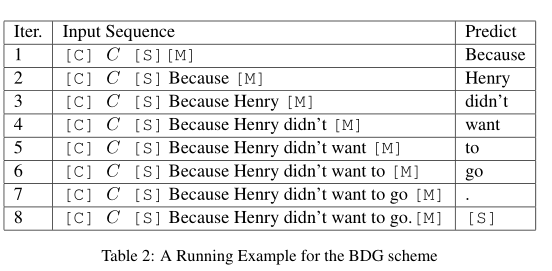 Iter. Input Sequence Predict
1 [C] C [S][M] Because
2 [C] C [S] Because [M] Henry
3 [C] C [S] Because Henry [M] didn't
4 [C] C [S] Because Henry didn't [M] want
5 [C] C [S] Because Henry didn't want [M] to
6 [C] C [S] Because Henry didn't want to [M] go
7 [C] C [S] Because Henry didn't want to go [M] .
8 [C] C [S] Because Henry didn't want to go. [M] [S]
Table 2: A Running Example for the BDG scheme